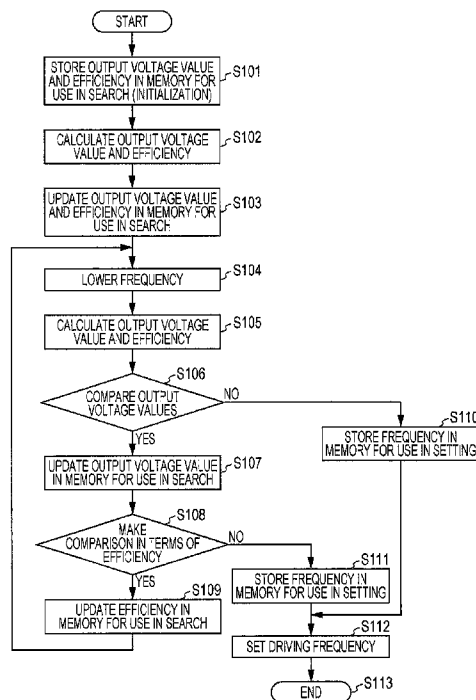 START
STORE OUTPUT VOLTAGE VALUE
AND EFFICIENCY IN MEMORY FOR
USE IN SEARCH (INITIALIZATION)
S101
CALCULATE OUTPUT VOLTAGE
VALUE AND EFFICIENCY
S102
UPDATE OUTPUT VOLTAGE VALUE
AND EFFICIENCY IN MEMORY FOR
USE IN SEARCH
S103
LOWER FREQUENCY
S104
CALCULATE OUTPUT VOLTAGE
VALUE AND EFFICIENCY
S105
COMPARE OUTPUT
VOLTAGE VALUES
S106
NO
YES
STORE FREQUENCY IN
MEMORY FOR USE IN SETTING
S110
UPDATE OUTPUT VOLTAGE VALUE
IN MEMORY FOR USE IN SEARCH
S107
MAKE
COMPARISON IN TERMS OF
EFFICIENCY
S108
NO
YES
STORE FREQUENCY IN
MEMORY FOR USE IN SETTING
S111
UPDATE EFFICIENCY IN
MEMORY FOR USE IN SEARCH
S109
SET DRIVING FREQUENCY
S112
END
S113